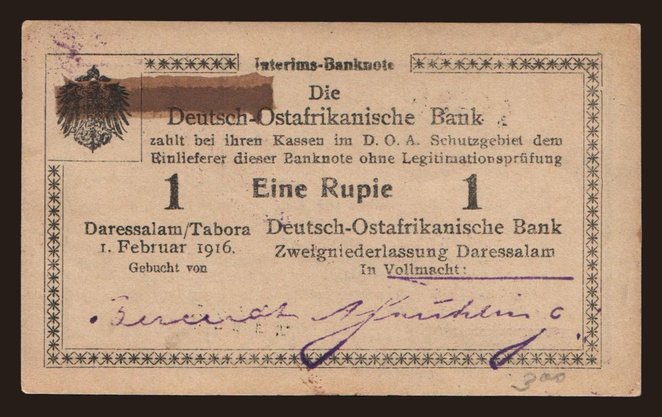 Interims-Banknote
Die
Deutsch-Ostafrikanische Bank
zahlt bei ihren Kassen im D. O. A. Schutzgebiet dem
Einlieferer dieser Banknote ohne Legitimationsprüfung
1 Eine Rupie 1
Daressalam/Tabora
1. Februar 1916.
Gebucht von
Deutsch-Ostafrikanische Bank
Zweigniederlassung Daressalam
In Vollmacht:
300